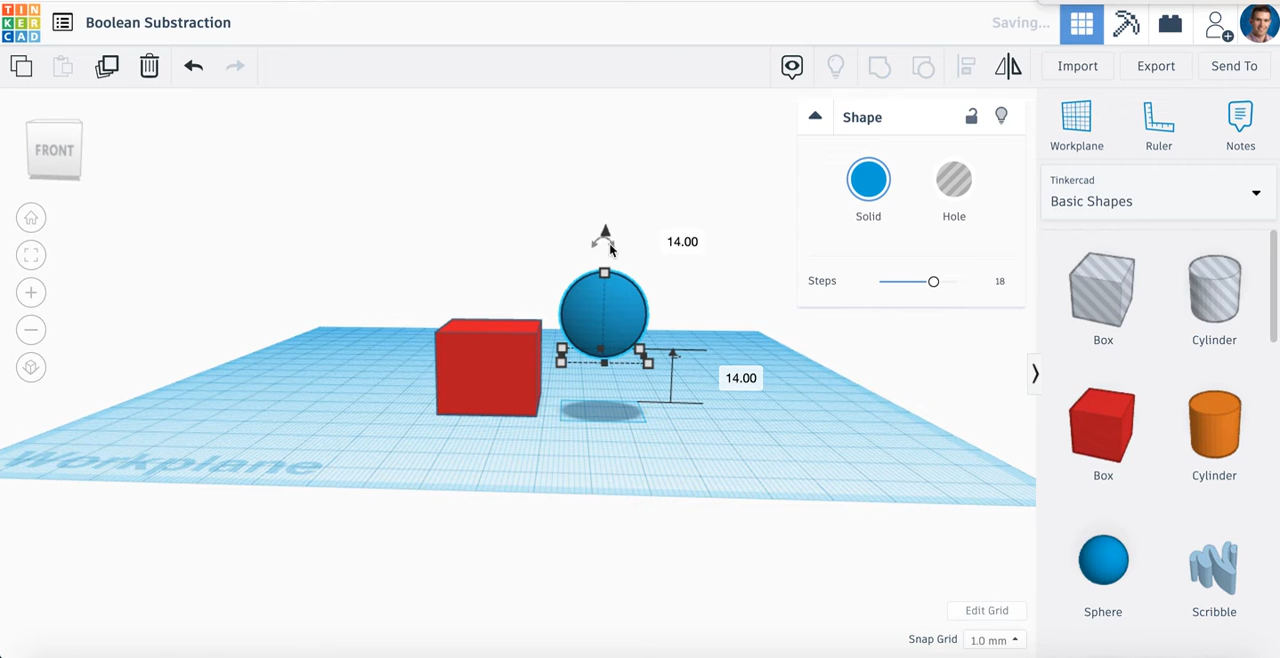 TIN
KER
CAD
Boolean Substraction
Saving...
Import
Export
Send To
FRONT
Shape
Solid
Hole
Steps
18
14.00
14.00
Workplane
Workplane
Ruler
Notes
Tinkercad
Basic Shapes
Box
Cylinder
Box
Cylinder
Sphere
Scribble
Edit Grid
Snap Grid
1.0 mm